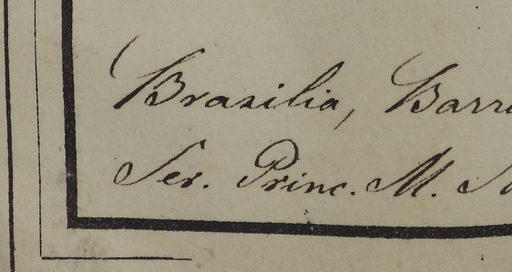 Brasilia, Barr
Ser. Princ. M.